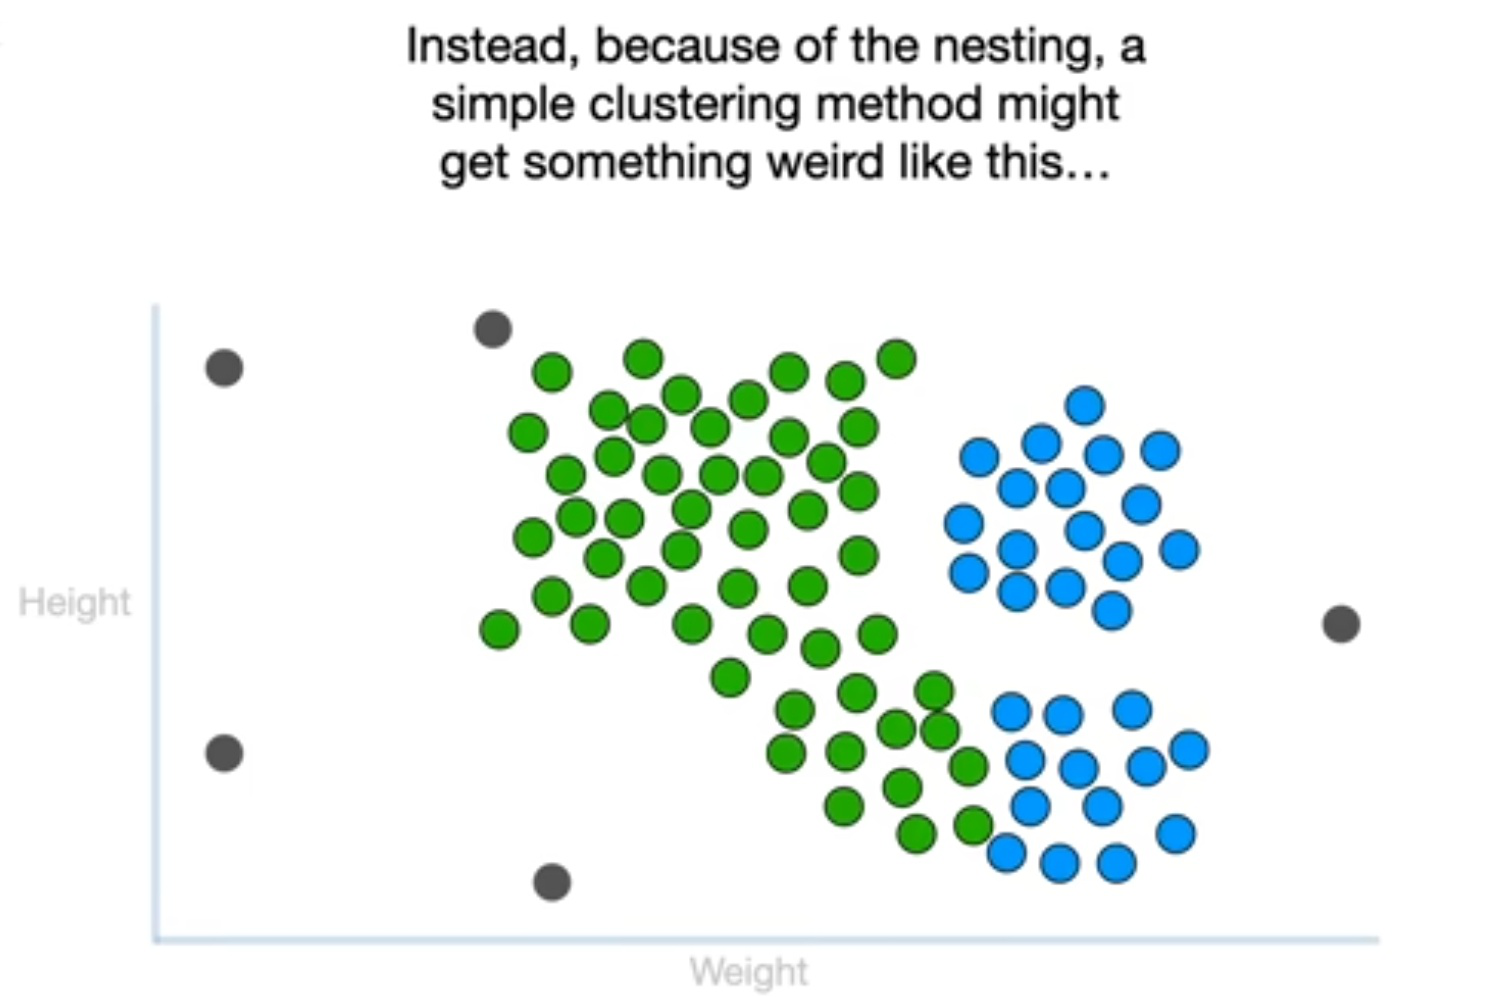 Instead, because of the nesting, a
simple clustering method might
get something weird like this…
Height
Weight